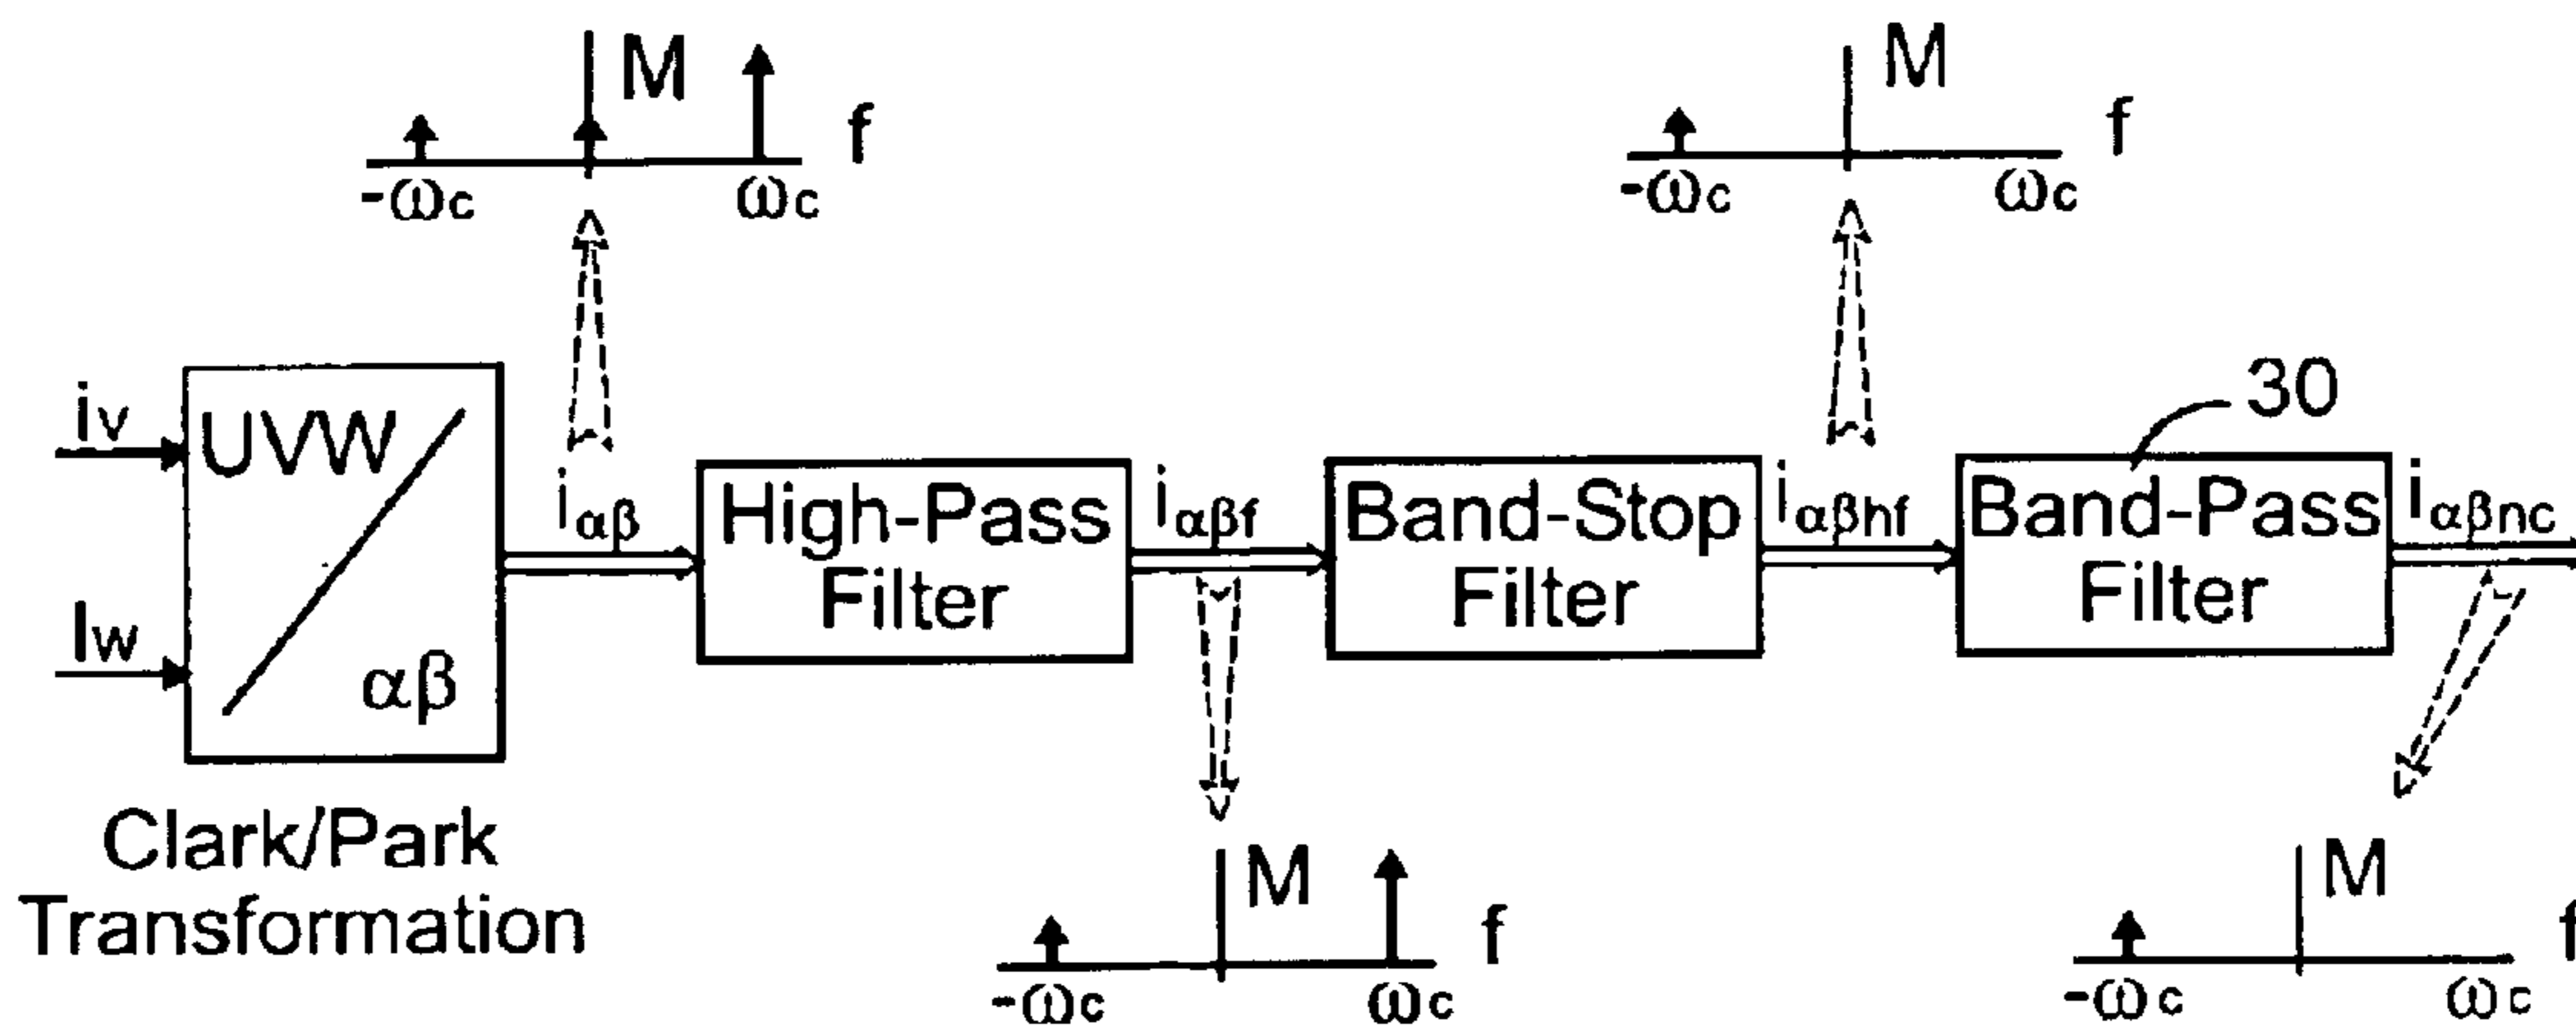 M
f
-ωc
ωc
M
f
-ωc
ωc
iv
Iw
UVW
αβ
iαβ
High-Pass
Filter
iαβf
Band-Stop
Filter
iαβhf
30
Band-Pass
Filter
iαβnc
Clark/Park
Transformation
M
f
-ωc
ωc
M
f
-ωc
ωc